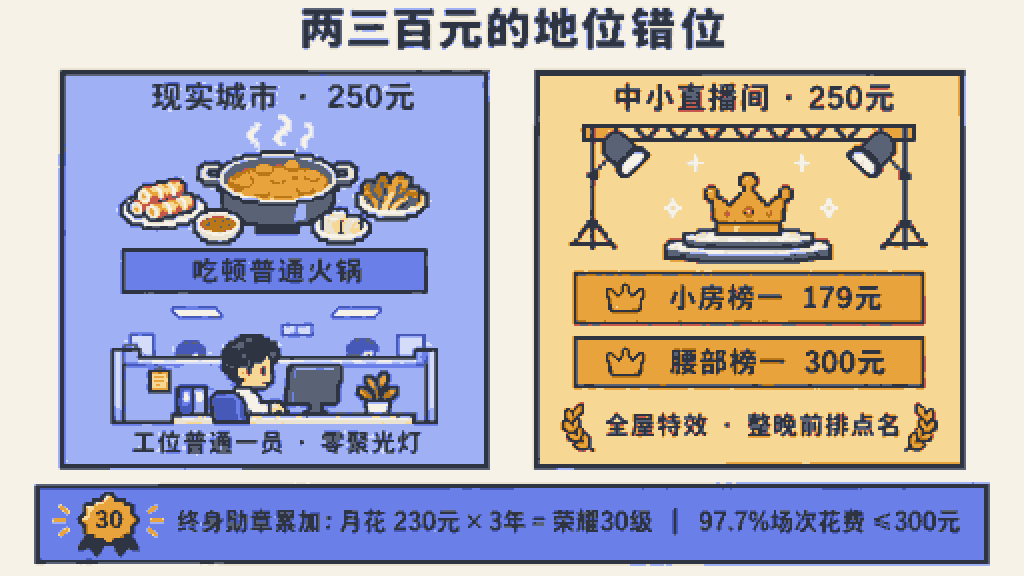 两三百元的地位错位
现实城市 · 250元
吃顿普通火锅
工位普通一员 · 零聚光灯
中小直播间 · 250元
小房榜一 179元
腰部榜一 300元
全屋特效 · 整晚前排点名
30
终身勋章累加: 月花 230元 × 3年 = 荣耀30级 | 97.7%场次花费 ≤300元